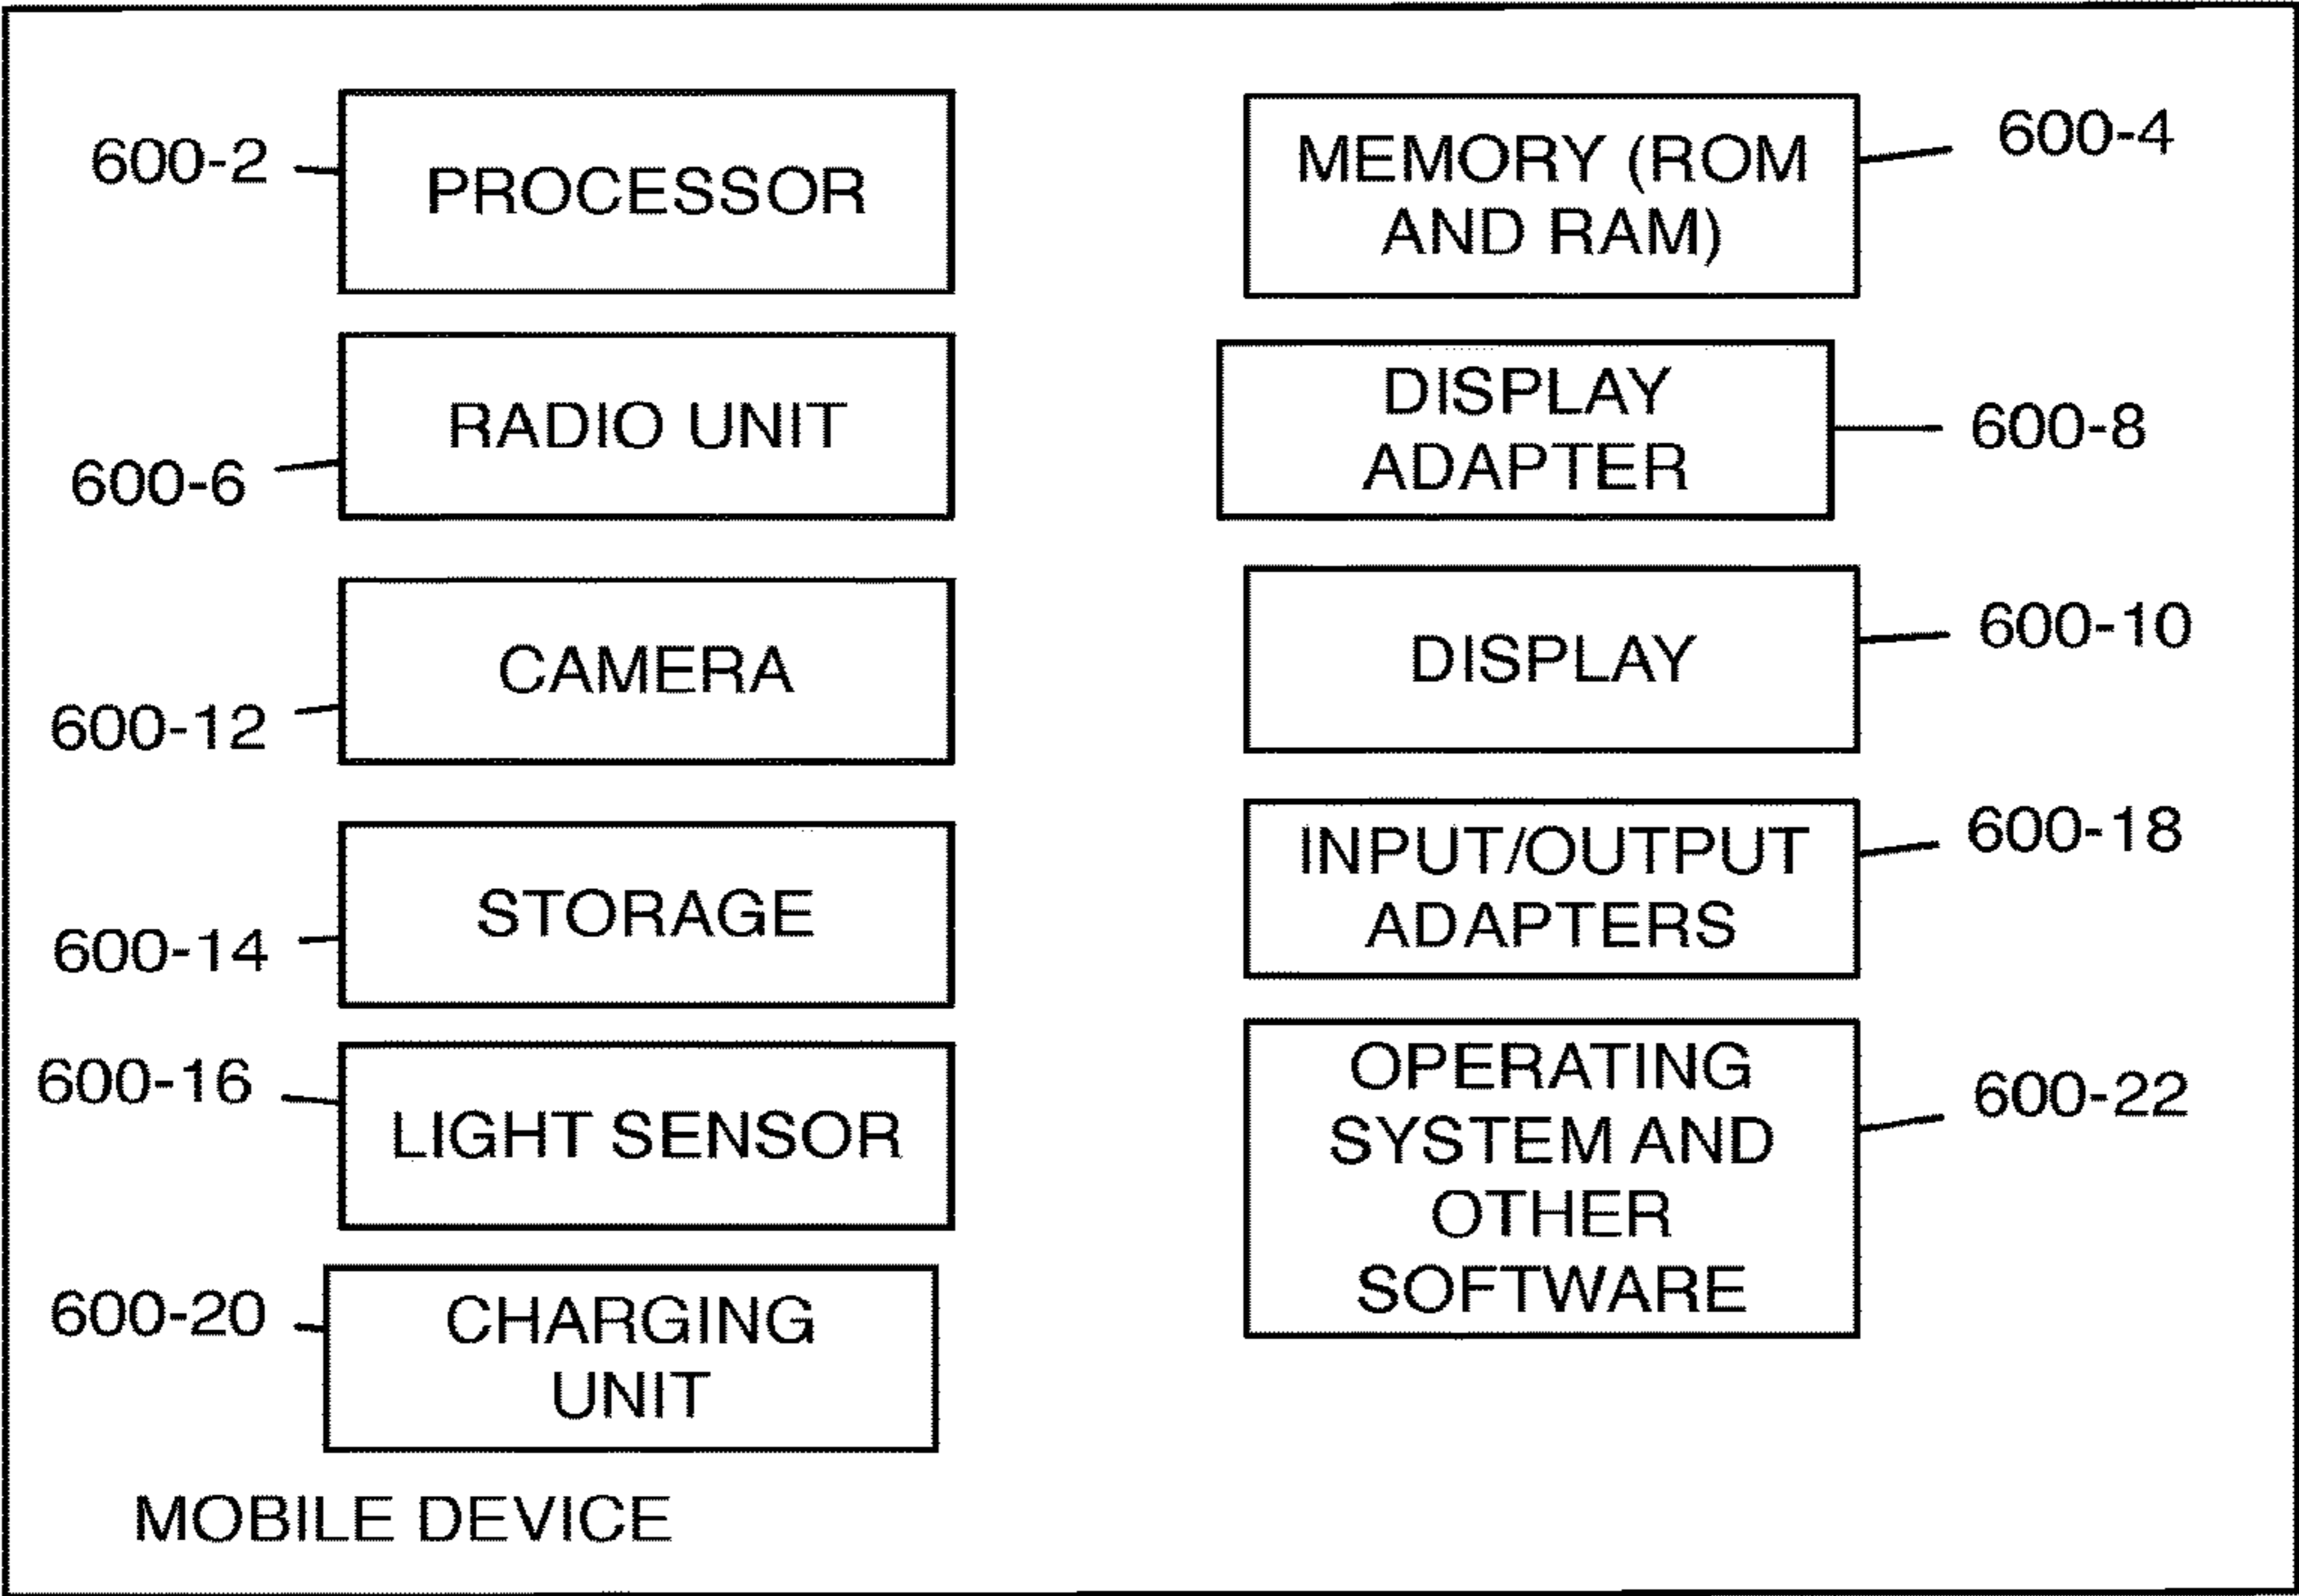 600-2
PROCESSOR
MEMORY (ROM
AND RAM)
600-4
600-6
RADIO UNIT
DISPLAY
ADAPTER
600-8
600-12
CAMERA
DISPLAY
600-10
600-14
STORAGE
INPUT/OUTPUT
ADAPTERS
600-18
600-16
LIGHT SENSOR
OPERATING
SYSTEM AND
OTHER
SOFTWARE
600-22
600-20
CHARGING
UNIT
MOBILE DEVICE